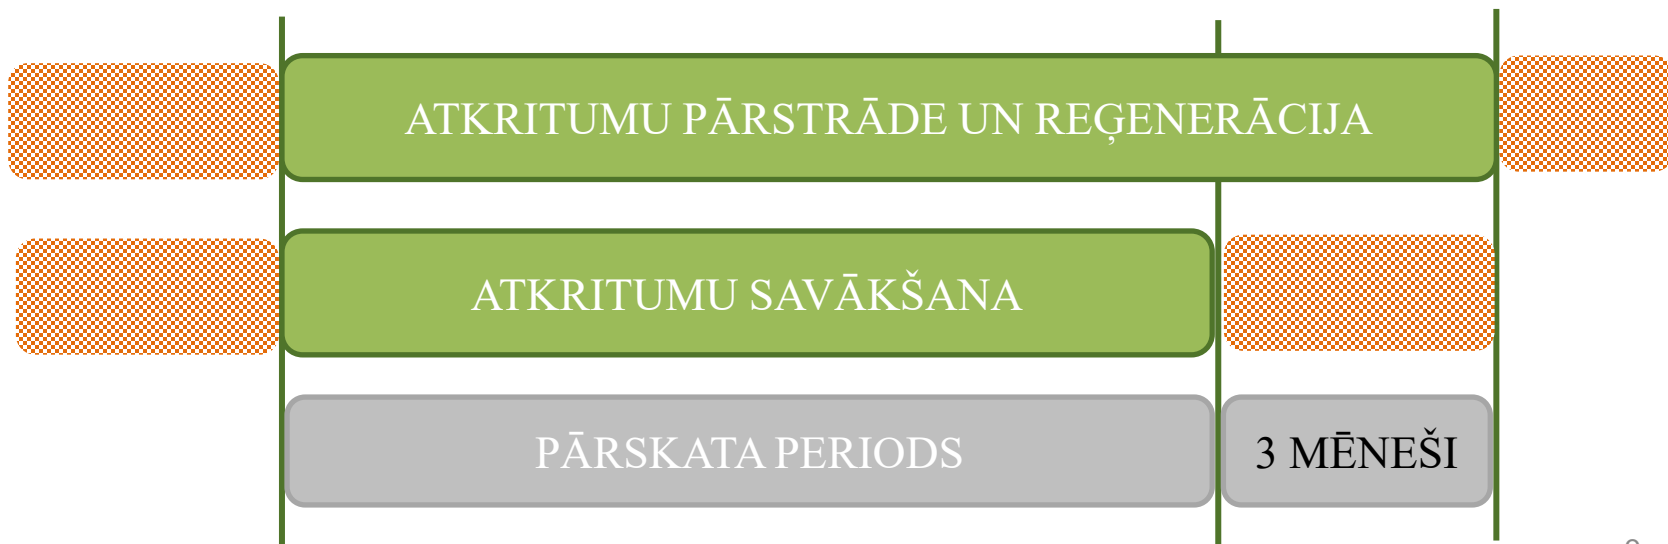 ATKRITUMU PĀRSTRĀDE UN REĢENERĀCIJA
ATKRITUMU SAVĀKŠANA
PĀRSKATA PERIODS
3 MĒNEŠI